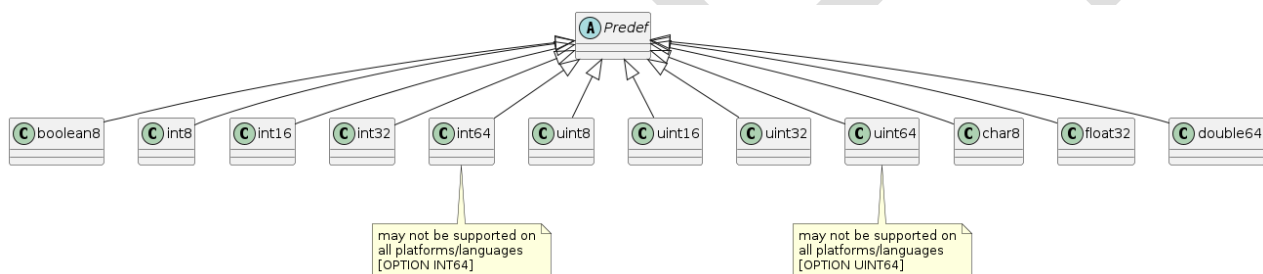 A Predef
C boolean8
C int8
C int16
C int32
C int64
C uint8
C uint16
C uint32
C uint64
C char8
C float32
C double64
may not be supported on
all platforms/languages
[OPTION INT64]
may not be supported on
all platforms/languages
[OPTION UINT64]